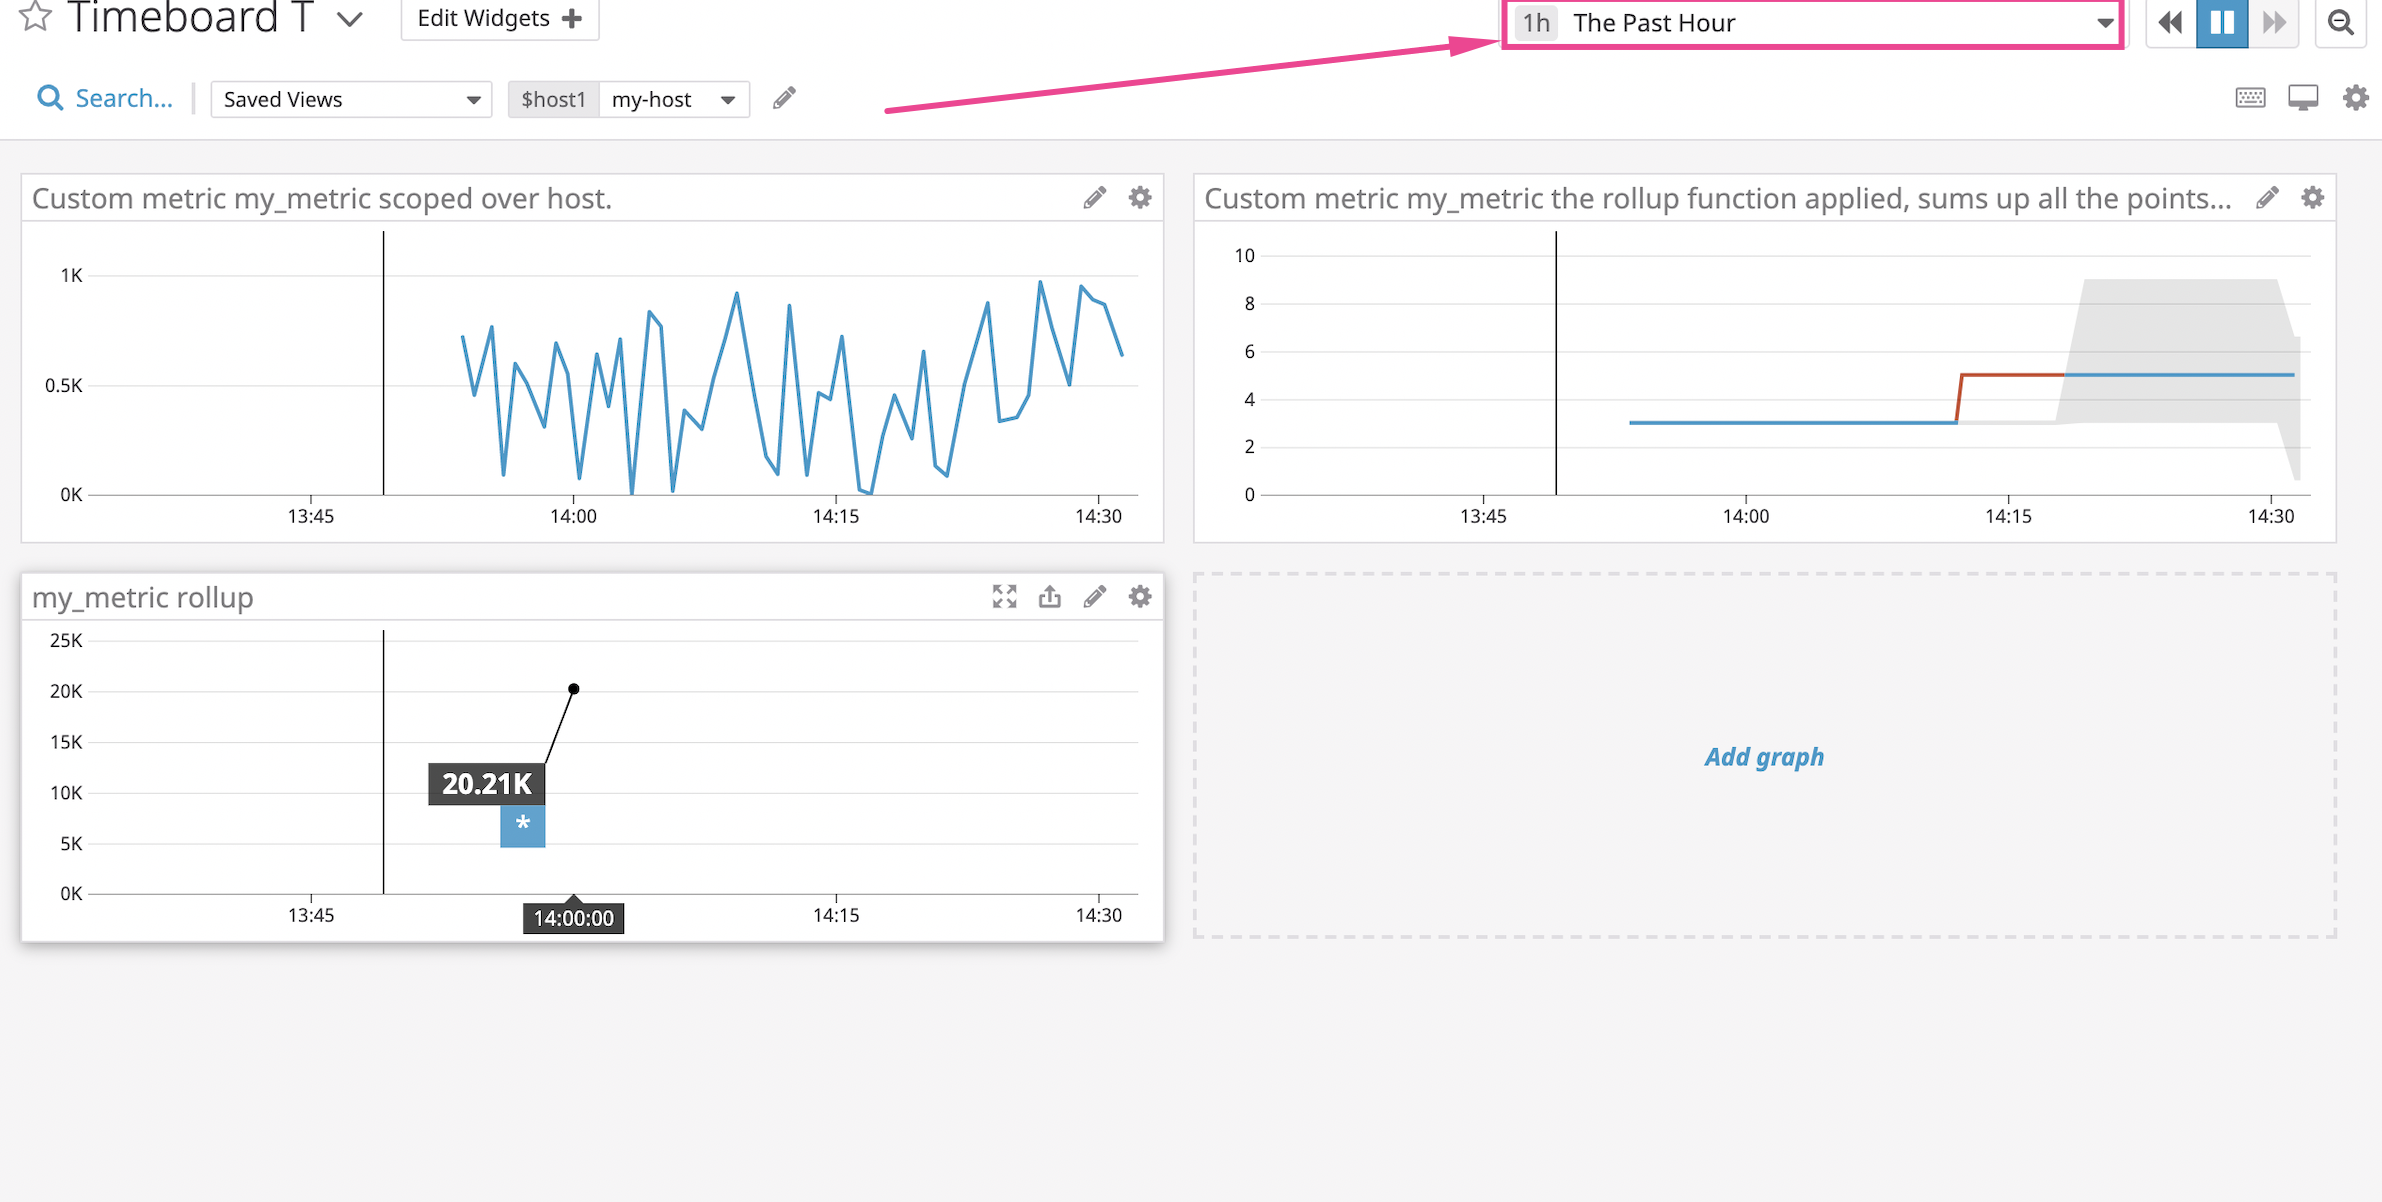 Timeboard T
Edit Widgets +
1h The Past Hour
Search...
Saved Views
$host1 my-host
Custom metric my_metric scoped over host.
1K
0.5K
0K
13:45 14:00 14:15 14:30
Custom metric my_metric the rollup function applied, sums up all the points...
10
8
6
4
2
0
13:45 14:00 14:15 14:30
my_metric rollup
25K
20K
15K
20.21K
10K
*
5K
0K
13:45 14:00:00 14:15 14:30
Add graph